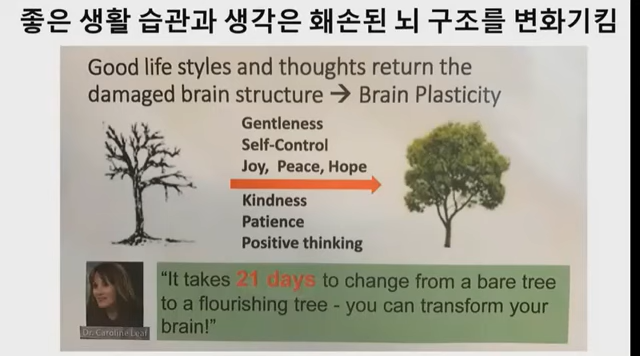 좋은 생활 습관과 생각은 훼손된 뇌 구조를 변화기킴
Good life styles and thoughts return the
damaged brain structure → Brain Plasticity
Gentleness
Self-Control
Joy, Peace, Hope
Kindness
Patience
Positive thinking
"It takes 21 days to change from a bare tree
to a flourishing tree - you can transform your
brain!"
Dr. Caroline Leaf